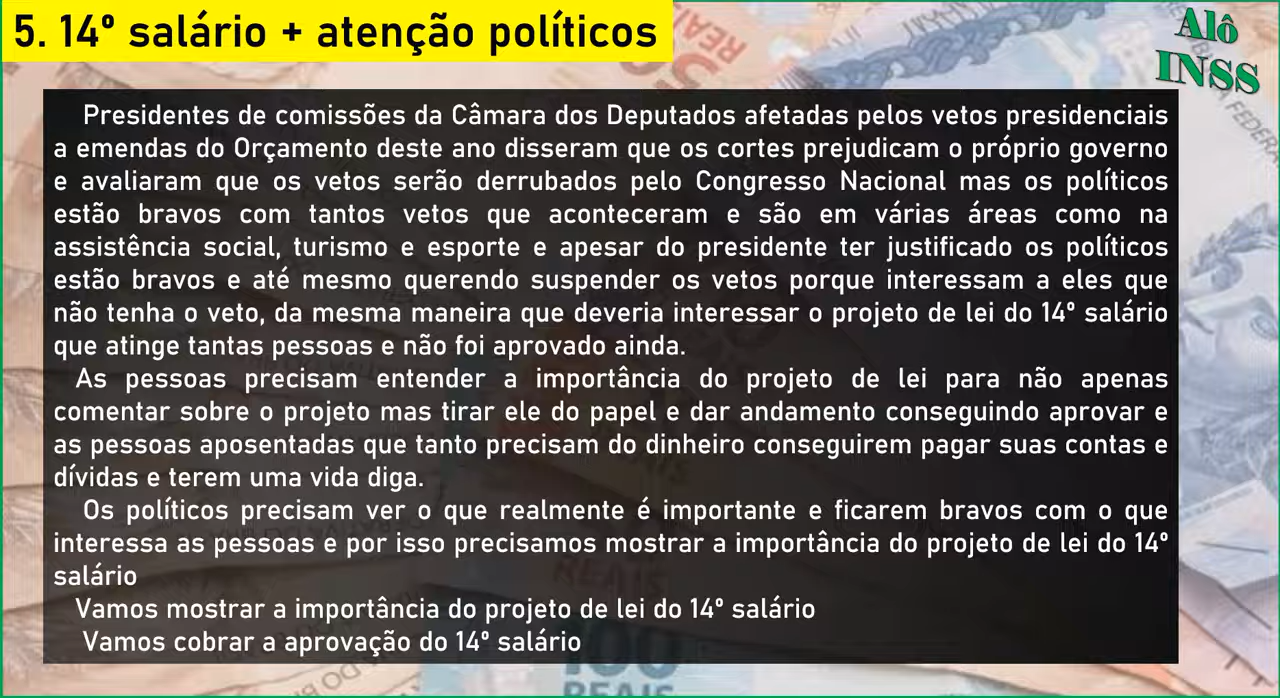 5. 14º salário + atenção políticos
Alô
INSS
Presidentes de comissões da Câmara dos Deputados afetadas pelos vetos presidenciais
a emendas do Orçamento deste ano disseram que os cortes prejudicam o próprio governo
e avaliaram que os vetos serão derrubados pelo Congresso Nacional mas os políticos
estão bravos com tantos vetos que aconteceram e são em várias áreas como na
assistência social, turismo e esporte e apesar do presidente ter justificado os políticos
estão bravos e até mesmo querendo suspender os vetos porque interessam a eles que
não tenha o veto, da mesma maneira que deveria interessar o projeto de lei do 14º salário
que atinge tantas pessoas e não foi aprovado ainda.
As pessoas precisam entender a importância do projeto de lei para não apenas
comentar sobre o projeto mas tirar ele do papel e dar andamento conseguindo aprovar e
as pessoas aposentadas que tanto precisam do dinheiro conseguirem pagar suas contas e
dívidas e terem uma vida diga.
Os políticos precisam ver o que realmente é importante e ficarem bravos com o que
interessa as pessoas e por isso precisamos mostrar a importância do projeto de lei do 14º
salário
Vamos mostrar a importância do projeto de lei do 14º salário
Vamos cobrar a aprovação do 14º salário
100
REAIS